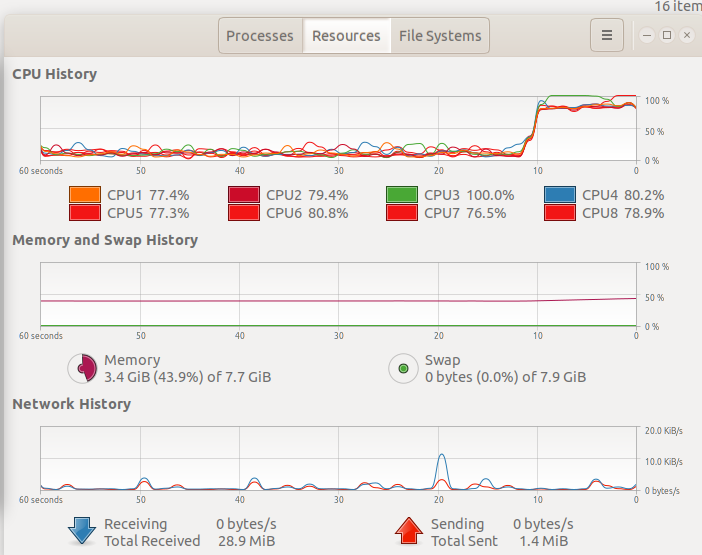 16 item
Processes Resources File Systems
CPU History
100 %
50 %
0 %
60 seconds 50 40 30 20 10 0
CPU1 77.4% CPU2 79.4% CPU3 100.0% CPU4 80.2%
CPU5 77.3% CPU6 80.8% CPU7 76.5% CPU8 78.9%
Memory and Swap History
100 %
50 %
0 %
60 seconds 50 40 30 20 10 0
Memory Swap
3.4 GiB (43.9%) of 7.7 GiB 0 bytes (0.0%) of 7.9 GiB
Network History
20.0 KiB/s
10.0 KiB/s
0 bytes/s
60 seconds 50 40 30 20 10 0
Receiving 0 bytes/s Sending 0 bytes/s
Total Received 28.9 MiB Total Sent 1.4 MiB